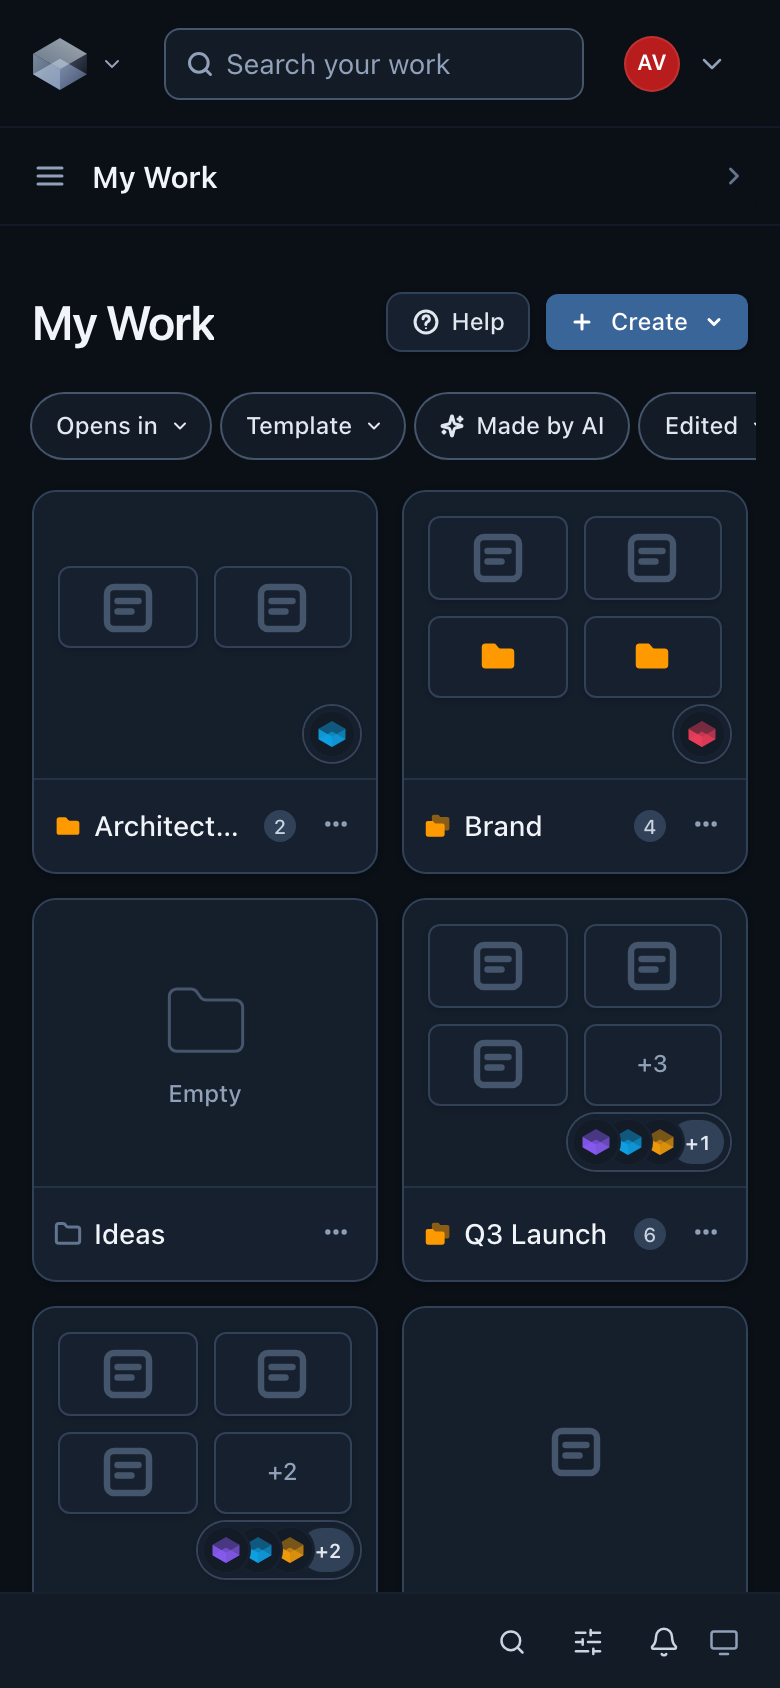 Search your work
AV
My Work
My Work
Help
Create
Opens in
Template
Made by AI
Edited
Architect...
2
Brand
4
Empty
+3
+1
Ideas
Q3 Launch
6
+2
+2